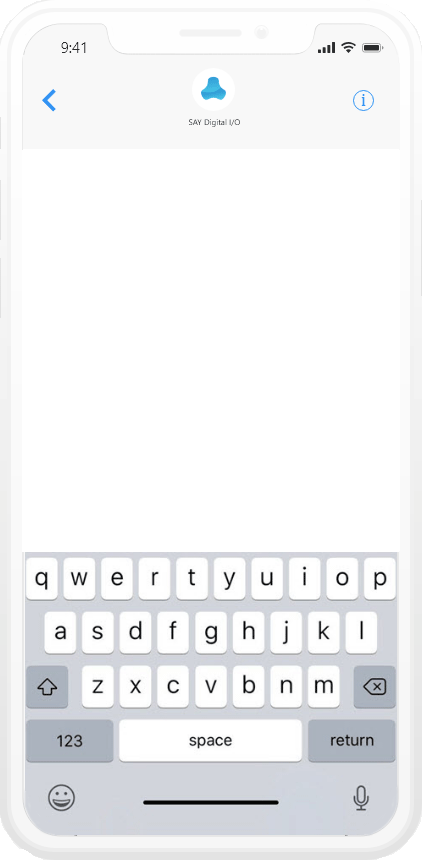 9:41
SAY Digital I/O
i
q w e r t y u i o p
a s d f g h j k l
z x c v b n m
123 space return